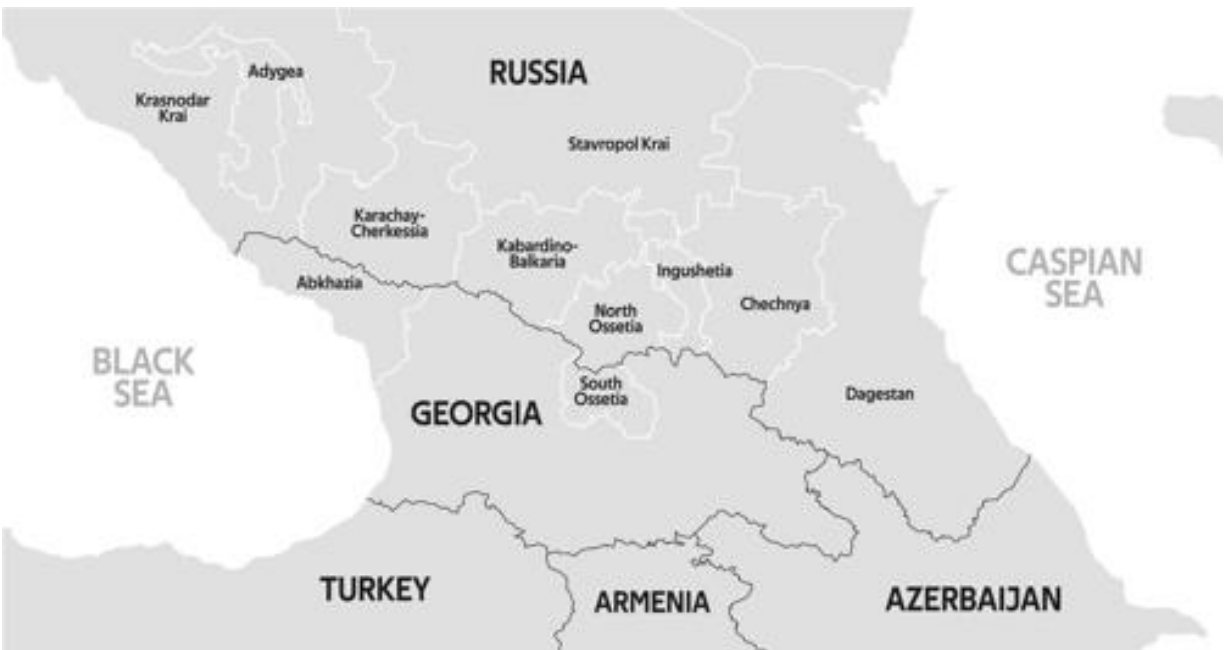 RUSSIA
Adygea
Krasnodar
Krai
Stavropol Krai
Karachay-
Cherkessia
Kabardino-
Balkaria
Ingushetia
Abkhazia
Chechnya
North
Ossetia
CASPIAN
SEA
BLACK
SEA
South
Ossetia
Dagestan
GEORGIA
TURKEY
ARMENIA
AZERBAIJAN